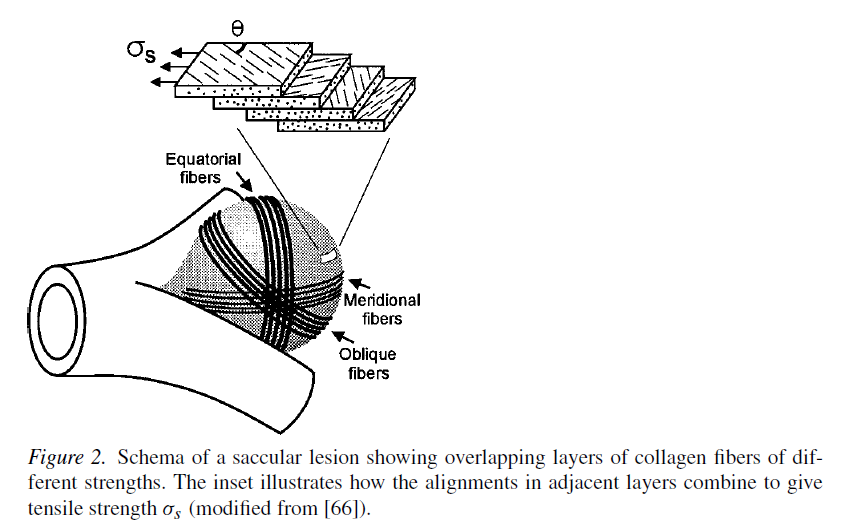 θ
σs
Equatorial
fibers
Meridional
fibers
Oblique
fibers
Figure 2. Schema of a saccular lesion showing overlapping layers of collagen fibers of dif-
ferent strengths. The inset illustrates how the alignments in adjacent layers combine to give
tensile strength σs (modified from [66]).